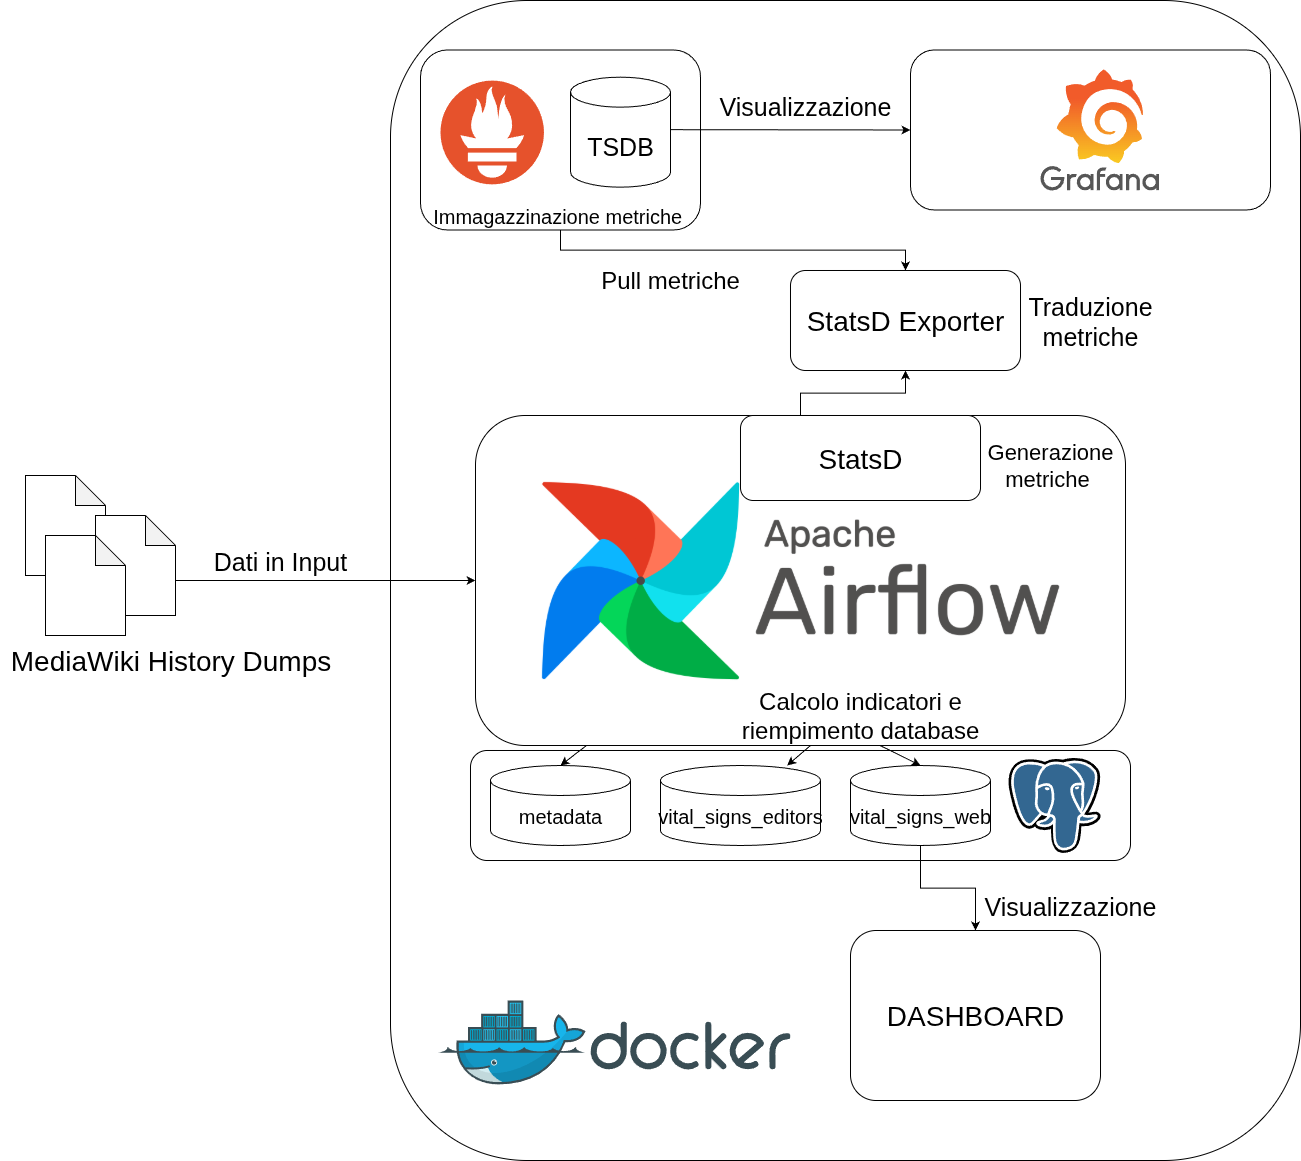 Visualizzazione
TSDB
Grafana
Immagazzinazione metriche
Pull metriche
StatsD Exporter
Traduzione
metriche
StatsD
Generazione
metriche
Apache
Airflow
Dati in Input
MediaWiki History Dumps
Calcolo indicatori e
riempimento database
metadata
vital_signs_editors
vital_signs_web
Visualizzazione
DASHBOARD
docker